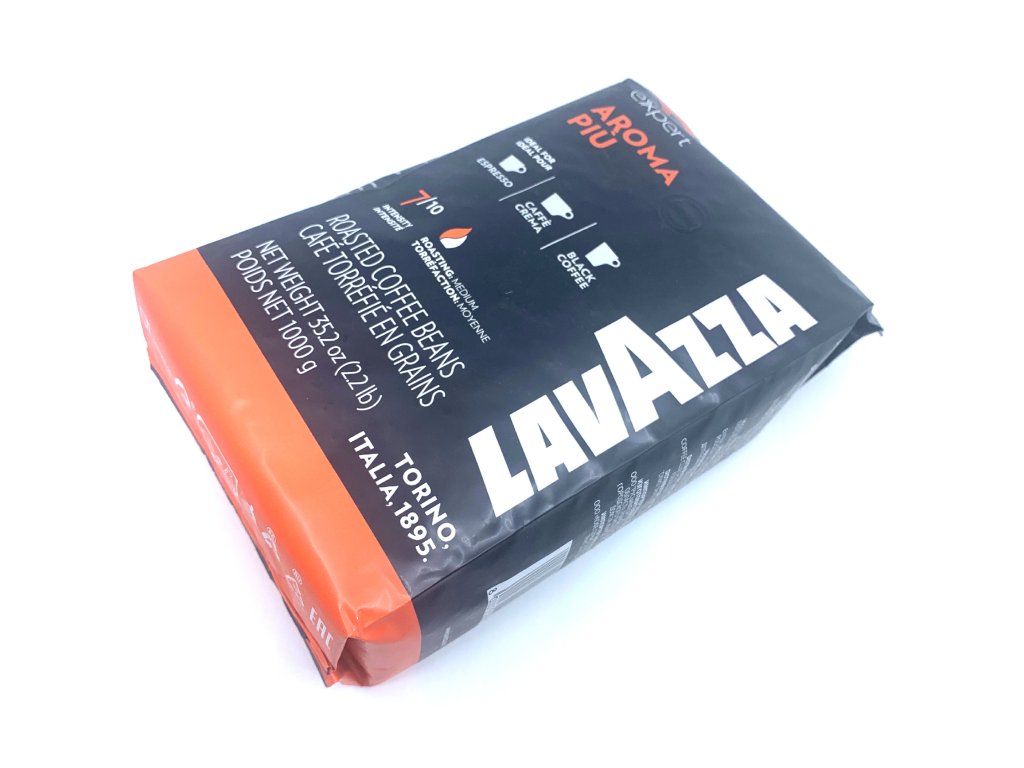 expert
AROMA
PIÙ
IDEAL FOR
IDÉAL POUR
ESPRESSO
CAFFÈ
CREMA
BLACK
COFFEE
7/10
INTENSITY
INTENSITÉ
ROASTING: MEDIUM
TORRÉFACTION: MOYENNE
ROASTED COFFEE BEANS
CAFÉ TORRÉFIÉ EN GRAINS
NET WEIGHT 35.2 oz (2.2 lb)
POIDS NET 1000 g
LAVAZZA
TORINO,
ITALIA, 1895.
EAC